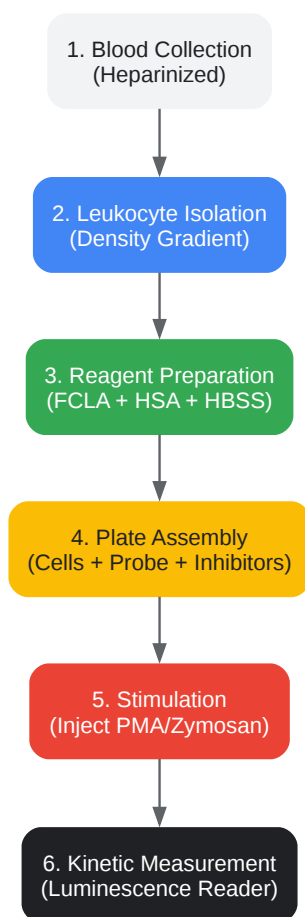 1. Blood Collection
(Heparinized)
2. Leukocyte Isolation
(Density Gradient)
3. Reagent Preparation
(FCLA + HSA + HBSS)
4. Plate Assembly
(Cells + Probe + Inhibitors)
5. Stimulation
(Inject PMA/Zymosan)
6. Kinetic Measurement
(Luminescence Reader)